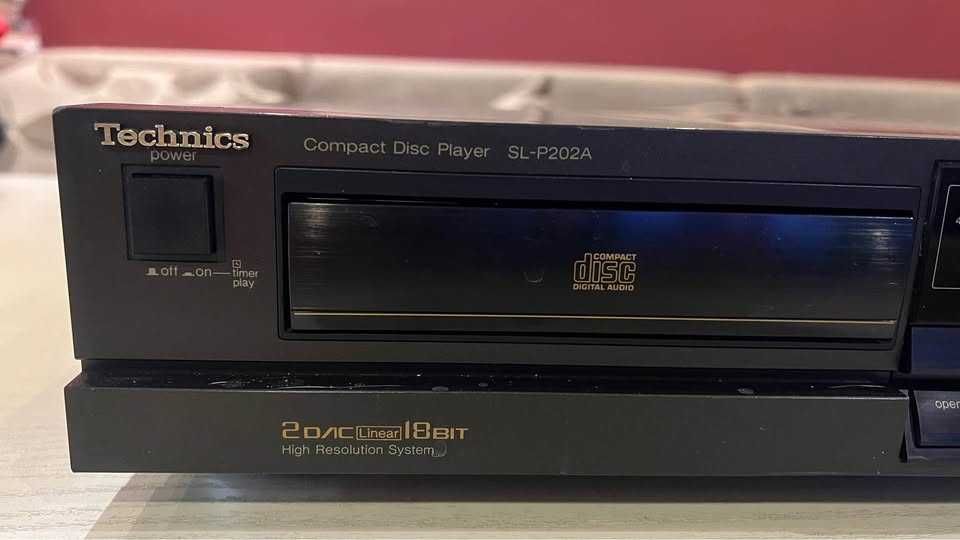 Technics
power
Compact Disc Player SL-P202A
off on timer
play
COMPACT
disc
DIGITAL AUDIO
2 DAC Linear 18 BIT
High Resolution System